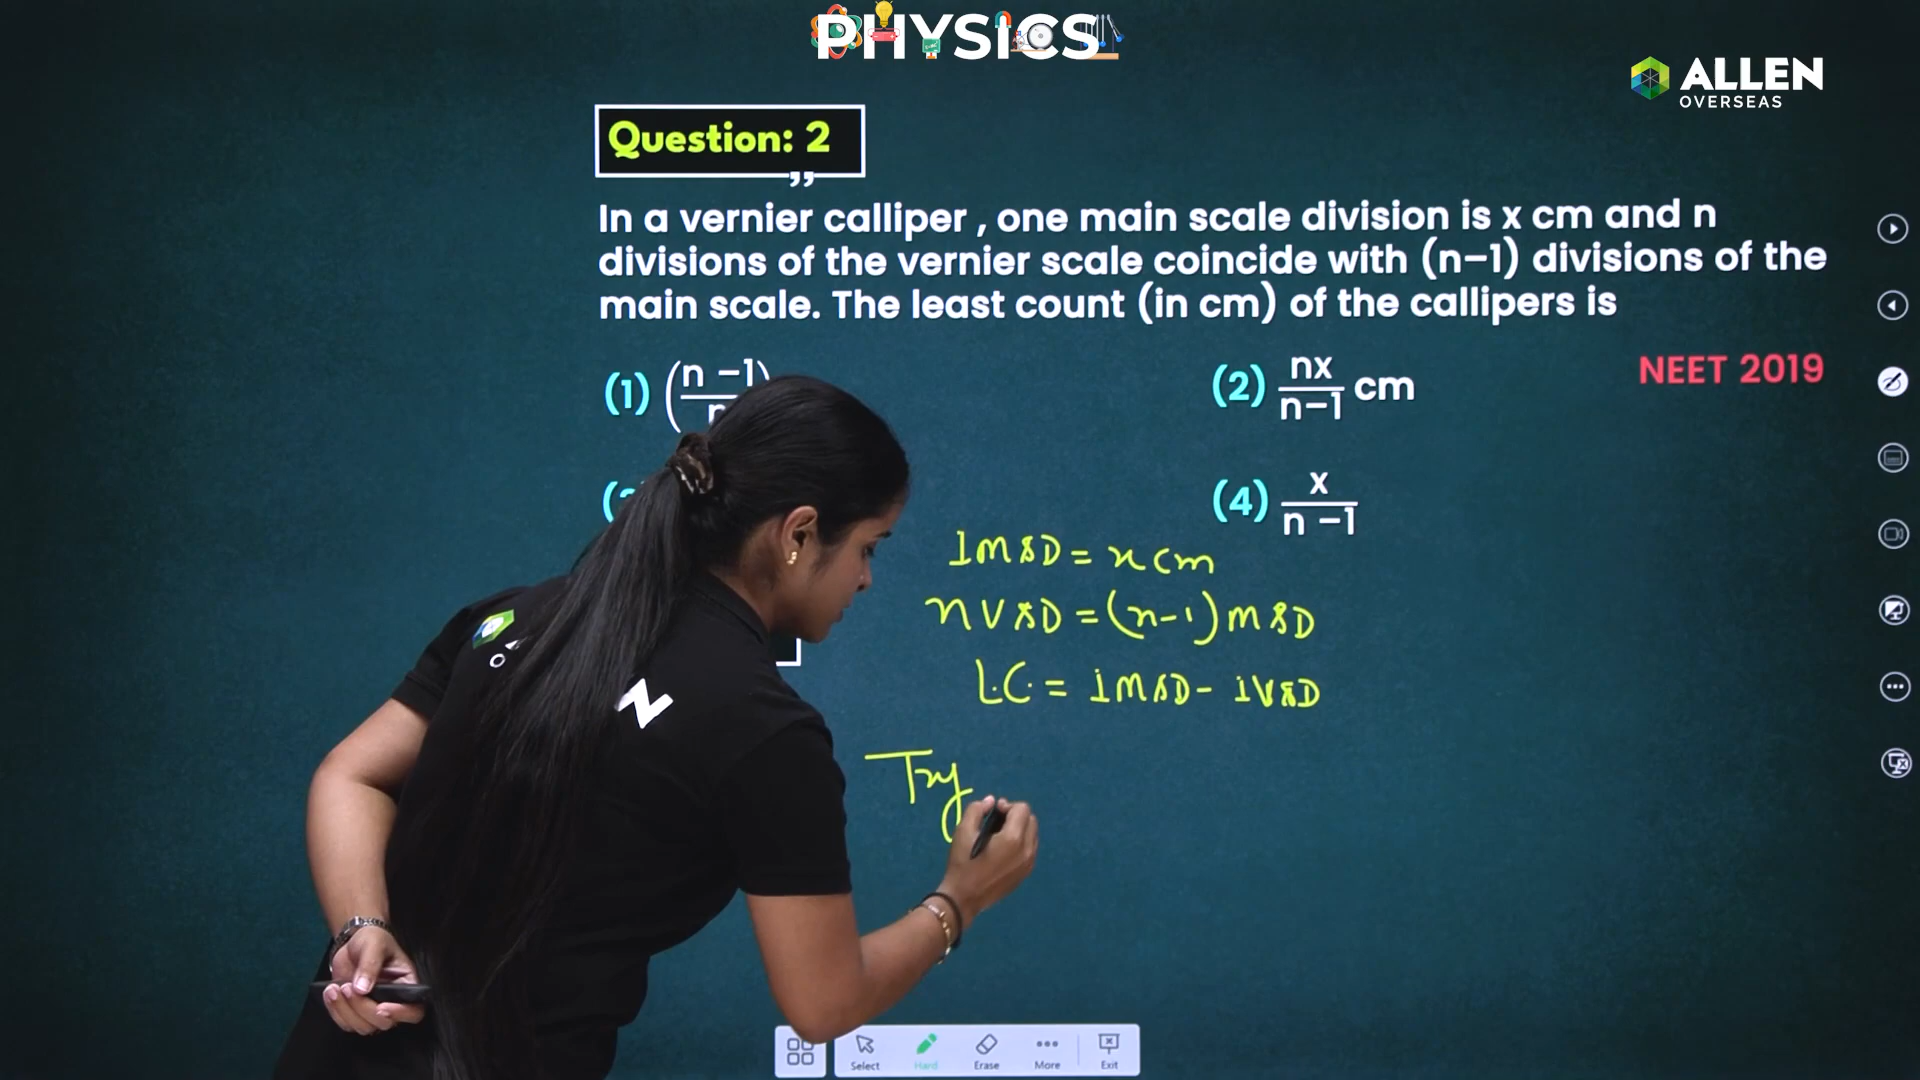 PHYSICS
ALLEN
OVERSEAS
Question: 2
,,
In a vernier calliper , one main scale division is x cm and n
divisions of the vernier scale coincide with (n–1) divisions of the
main scale. The least count (in cm) of the callipers is
(1) (n –1
(2) nx/n–1 cm
NEET 2019
(4) x/n –1
1MSD = x cm
n VSD = (n-1) MSD
L.C. = 1MSD - 1VSD
Try
Select
Hard
Erase
More
Exit